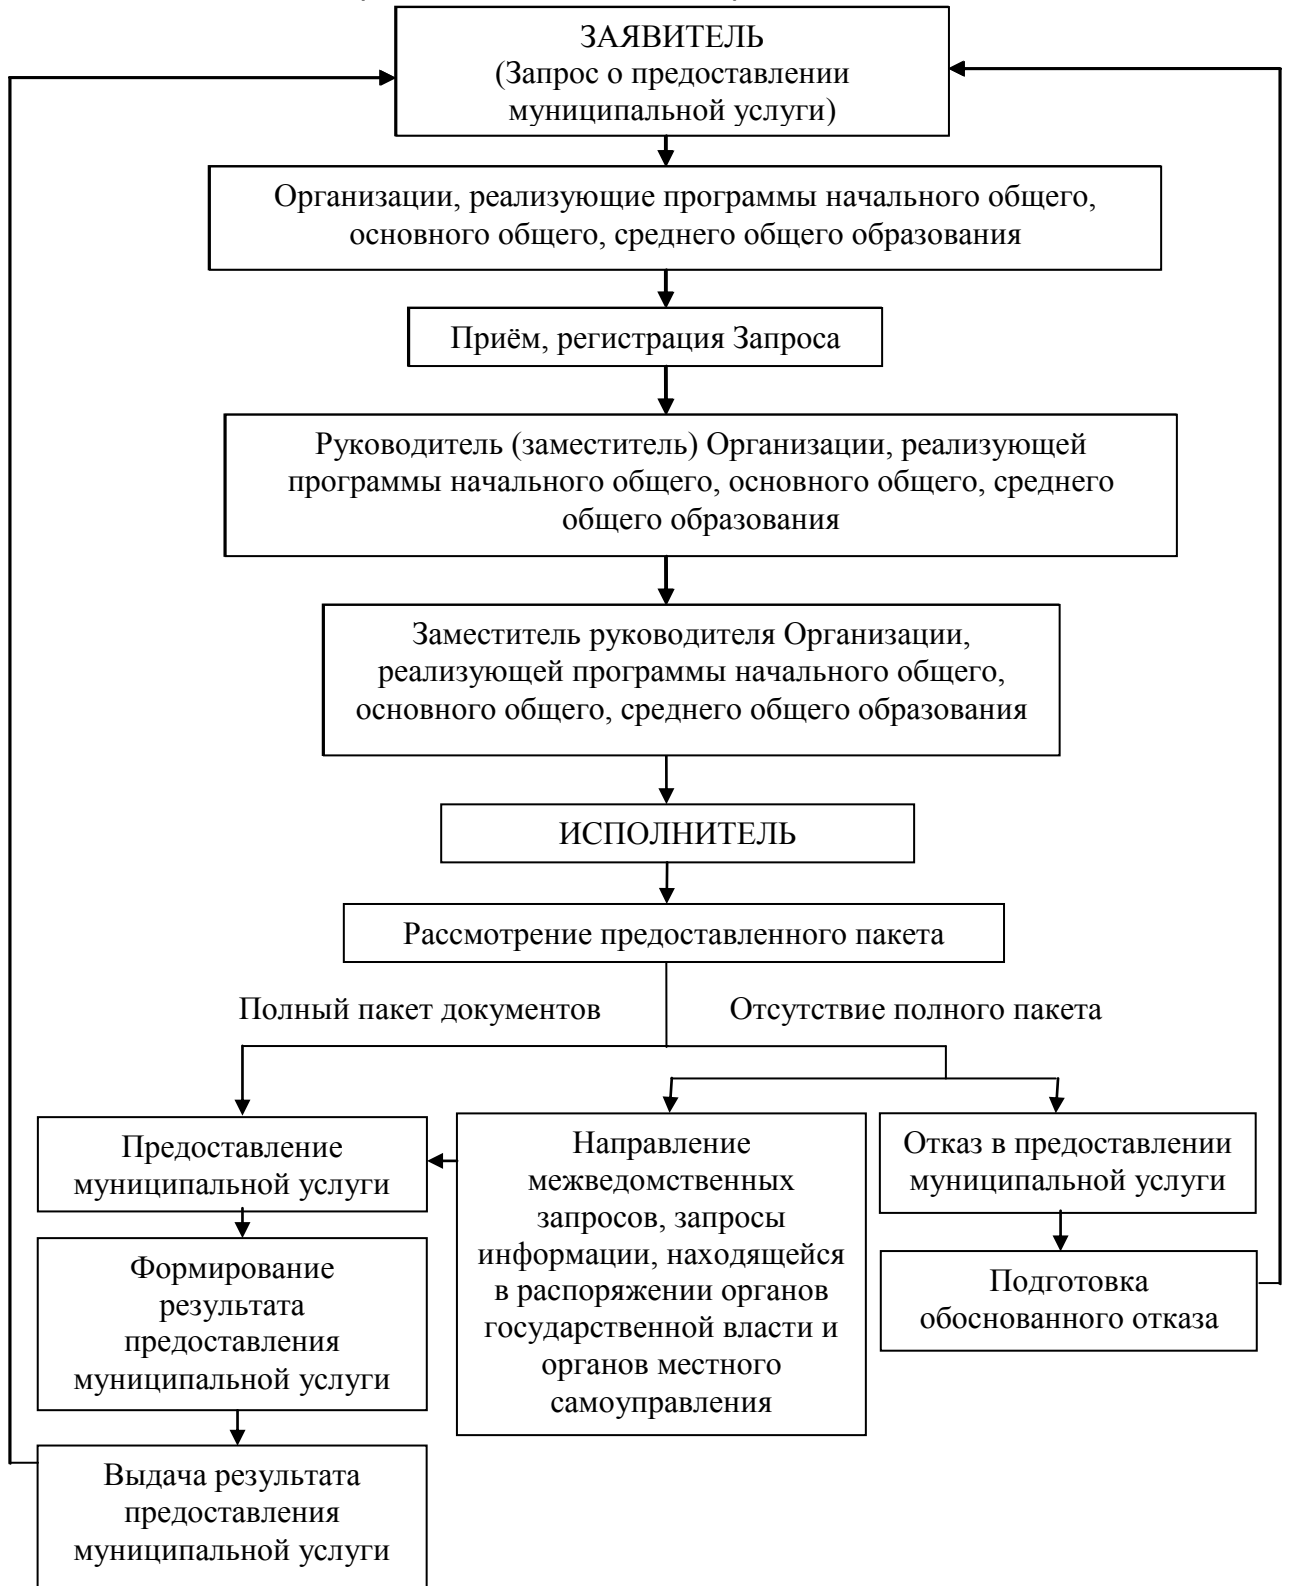 ЗАЯВИТЕЛЬ
(Запрос о предоставлении
муниципальной услуги)
Организации, реализующие программы начального общего,
основного общего, среднего общего образования
Приём, регистрация Запроса
Руководитель (заместитель) Организации, реализующей
программы начального общего, основного общего, среднего
общего образования
Заместитель руководителя Организации,
реализующей программы начального общего,
основного общего, среднего общего образования
ИСПОЛНИТЕЛЬ
Рассмотрение предоставленного пакета
Полный пакет документов
Отсутствие полного пакета
Предоставление
муниципальной услуги
Направление
межведомственных
запросов, запросы
информации, находящейся
в распоряжении органов
государственной власти и
органов местного
самоуправления
Отказ в предоставлении
муниципальной услуги
Формирование
результата
предоставления
муниципальной услуги
Подготовка
обоснованного отказа
Выдача результата
предоставления
муниципальной услуги